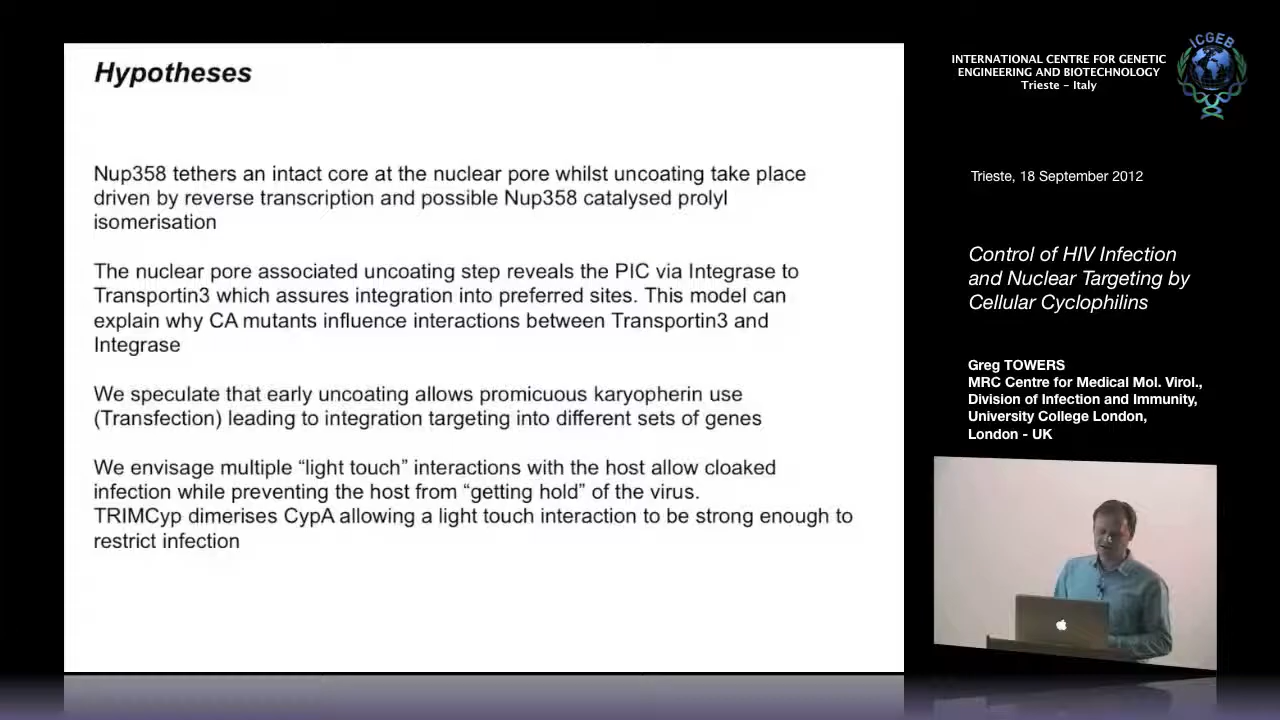 Hypotheses
Nup358 tethers an intact core at the nuclear pore whilst uncoating take place
driven by reverse transcription and possible Nup358 catalysed prolyl
isomerisation
The nuclear pore associated uncoating step reveals the PIC via Integrase to
Transportin3 which assures integration into preferred sites. This model can
explain why CA mutants influence interactions between Transportin3 and
Integrase
We speculate that early uncoating allows promicuous karyopherin use
(Transfection) leading to integration targeting into different sets of genes
We envisage multiple “light touch” interactions with the host allow cloaked
infection while preventing the host from “getting hold” of the virus.
TRIMCyp dimerises CypA allowing a light touch interaction to be strong enough to
restrict infection
INTERNATIONAL CENTRE FOR GENETIC
ENGINEERING AND BIOTECHNOLOGY
Trieste - Italy
ICGEB
Trieste, 18 September 2012
Control of HIV Infection
and Nuclear Targeting by
Cellular Cyclophilins
Greg TOWERS
MRC Centre for Medical Mol. Virol.,
Division of Infection and Immunity,
University College London,
London - UK